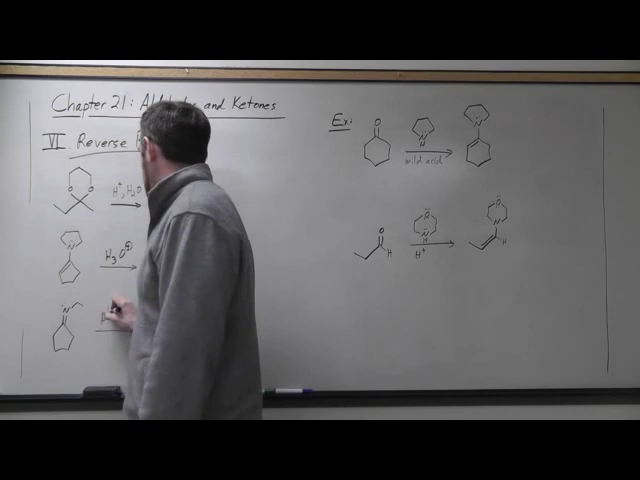 Chapter 21: Aldehydes and Ketones
VI. Reverse
H⁺, H₂O
H₃O⊕
Ex:
mild acid
H⁺
O
N
O
H
N
H
N
N
H
O
O
N
N